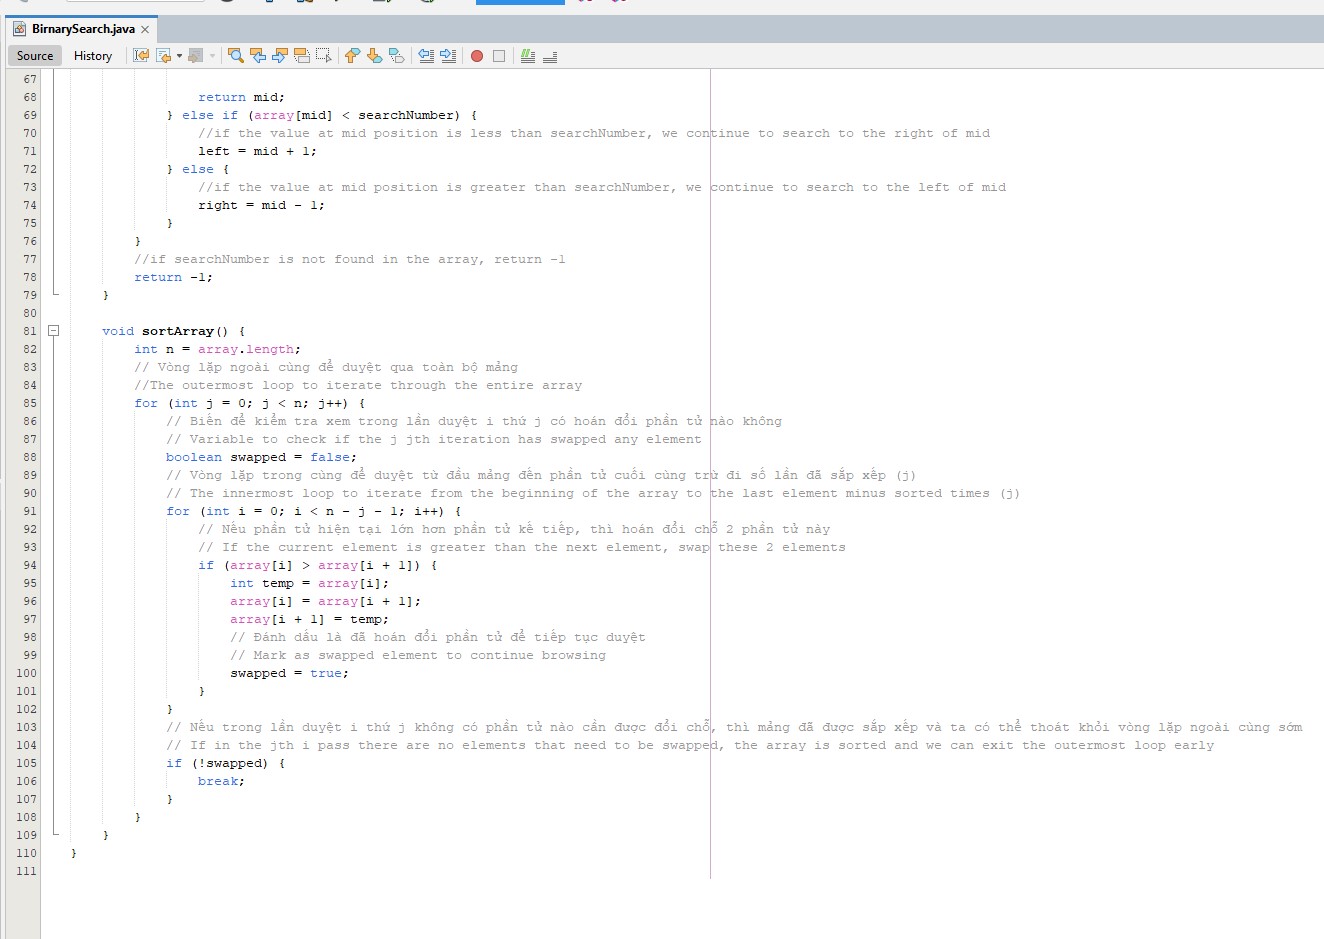 BirnarySearch.java
Source History
67
68 return mid;
69 } else if (array[mid] < searchNumber) {
70 //if the value at mid position is less than searchNumber, we continue to search to the right of mid
71 left = mid + 1;
72 } else {
73 //if the value at mid position is greater than searchNumber, we continue to search to the left of mid
74 right = mid - 1;
75 }
76 }
77 //if searchNumber is not found in the array, return -1
78 return -1;
79 }
80
81 void sortArray() {
82 int n = array.length;
83 // Vòng lặp ngoài cùng để duyệt qua toàn bộ mảng
84 //The outermost loop to iterate through the entire array
85 for (int j = 0; j < n; j++) {
86 // Biến để kiểm tra xem trong lần duyệt i thứ j có hoán đổi phần tử nào không
87 // Variable to check if the j jth iteration has swapped any element
88 boolean swapped = false;
89 // Vòng lặp trong cùng để duyệt từ đầu mảng đến phần tử cuối cùng trừ đi số lần đã sắp xếp (j)
90 // The innermost loop to iterate from the beginning of the array to the last element minus sorted times (j)
91 for (int i = 0; i < n - j - 1; i++) {
92 // Nếu phần tử hiện tại lớn hơn phần tử kế tiếp, thì hoán đổi chỗ 2 phần tử này
93 // If the current element is greater than the next element, swap these 2 elements
94 if (array[i] > array[i + 1]) {
95 int temp = array[i];
96 array[i] = array[i + 1];
97 array[i + 1] = temp;
98 // Đánh dấu là đã hoán đổi phần tử để tiếp tục duyệt
99 // Mark as swapped element to continue browsing
100 swapped = true;
101 }
102 }
103 // Nếu trong lần duyệt i thứ j không có phần tử nào cần được đổi chỗ, thì mảng đã được sắp xếp và ta có thể thoát khỏi vòng lặp ngoài cùng sớm
104 // If in the jth i pass there are no elements that need to be swapped, the array is sorted and we can exit the outermost loop early
105 if (!swapped) {
106 break;
107 }
108 }
109 }
110 }
111